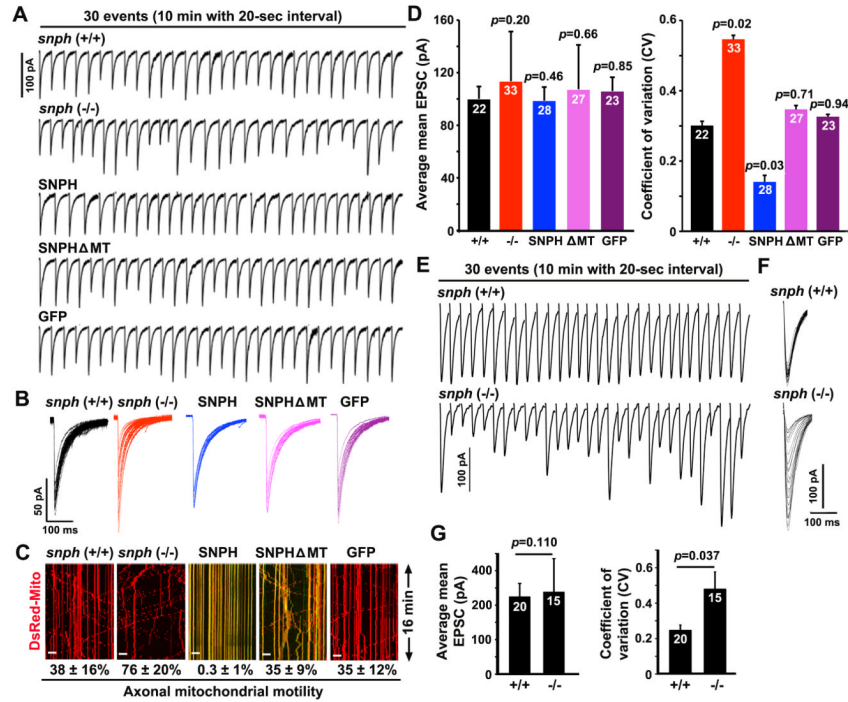 A
30 events (10 min with 20-sec interval)
snph (+/+)
100 pA
snph (-/-)
SNPH
SNPHΔMT
GFP
B
snph (+/+) snph (-/-) SNPH SNPHΔMT GFP
50 pA
100 ms
C
snph (+/+) snph (-/-) SNPH SNPHΔMT GFP
DsRed-Mito
16 min
38 ± 16% 76 ± 20% 0.3 ± 1% 35 ± 9% 35 ± 12%
Axonal mitochondrial motility
D
Average mean EPSC (pA)
160
120
80
40
0
p=0.20
p=0.46
p=0.66
p=0.85
22 33 28 27 23
+/+ -/- SNPH ΔMT GFP
Coefficient of variation (CV)
0.6
0.4
0.2
0
p=0.02
p=0.03
p=0.71
p=0.94
22 33 28 27 23
+/+ -/- SNPH ΔMT GFP
E
30 events (10 min with 20-sec interval)
snph (+/+)
snph (-/-)
100 pA
F
snph (+/+)
snph (-/-)
100 pA
100 ms
G
Average mean
EPSC (pA)
300
200
100
0
p=0.110
20 15
+/+ -/-
Coefficient of
variation (CV)
0.6
0.4
0.2
0
p=0.037
20 15
+/+ -/-